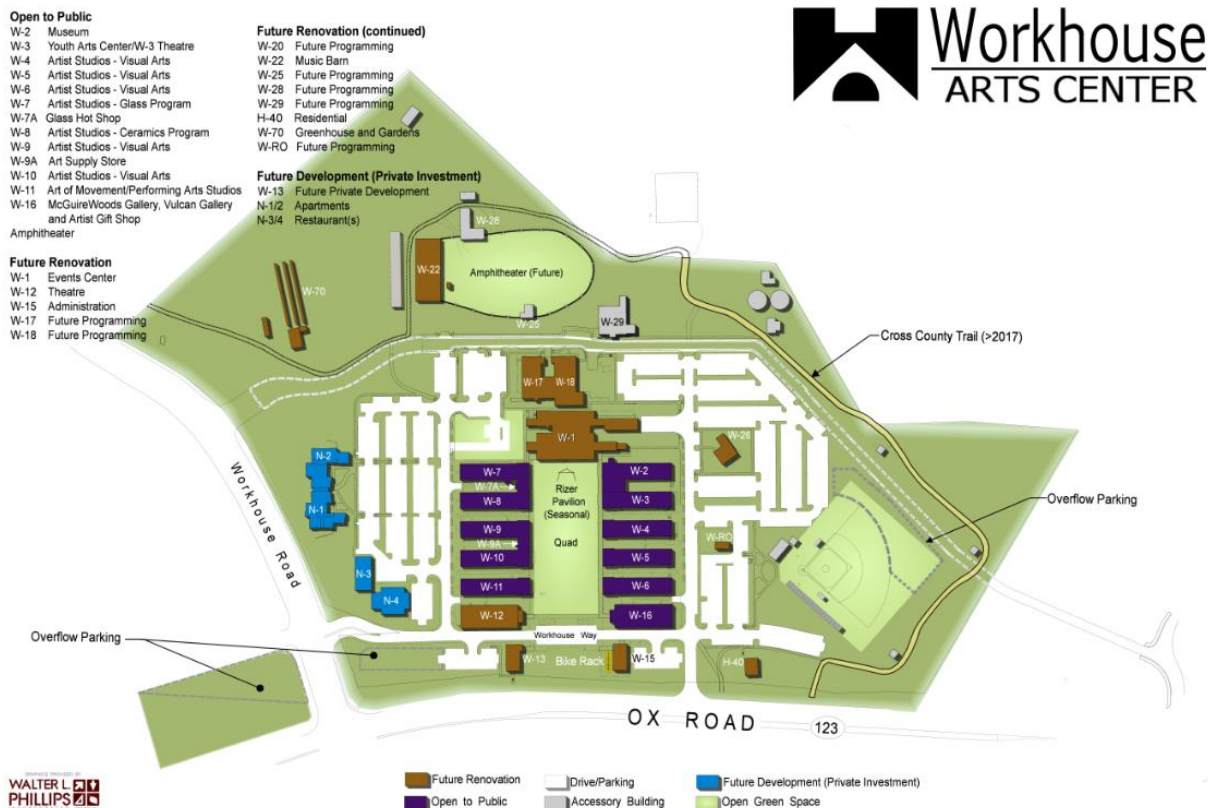 Open to Public
W-2 Museum
W-3 Youth Arts Center/W-3 Theatre
W-4 Artist Studios - Visual Arts
W-5 Artist Studios - Visual Arts
W-6 Artist Studios - Visual Arts
W-7 Artist Studios - Glass Program
W-7A Glass Hot Shop
W-8 Artist Studios - Ceramics Program
W-9 Artist Studios - Visual Arts
W-9A Art Supply Store
W-10 Artist Studios - Visual Arts
W-11 Art of Movement/Performing Arts Studios
W-16 McGuireWoods Gallery, Vulcan Gallery
and Artist Gift Shop
Amphitheater
Future Renovation
W-1 Events Center
W-12 Theatre
W-15 Administration
W-17 Future Programming
W-18 Future Programming
Future Renovation (continued)
W-20 Future Programming
W-22 Music Barn
W-25 Future Programming
W-28 Future Programming
W-29 Future Programming
H-40 Residential
W-70 Greenhouse and Gardens
W-RO Future Programming
Future Development (Private Investment)
W-13 Future Private Development
N-1/2 Apartments
N-3/4 Restaurant(s)
Workhouse
ARTS CENTER
W-28
W-22
Amphitheater (Future)
W-70
W-25
W-29
Cross County Trail (>2017)
W-17
W-18
W-1
W-26
N-2
W-7
W-2
W-7A
Rizer
Pavilion
(Seasonal)
W-8
W-3
Overflow Parking
N-1
W-9
W-4
W-9A
Quad
W-RO
W-10
W-5
N-3
W-11
W-6
N-4
W-12
W-16
Workhouse Road
Overflow Parking
Workhouse Way
W-13
Bike Rack
W-15
H-40
OX ROAD
123
WALTER L.
PHILLIPS
Future Renovation
Drive/Parking
Future Development (Private Investment)
Open to Public
Accessory Building
Open Green Space